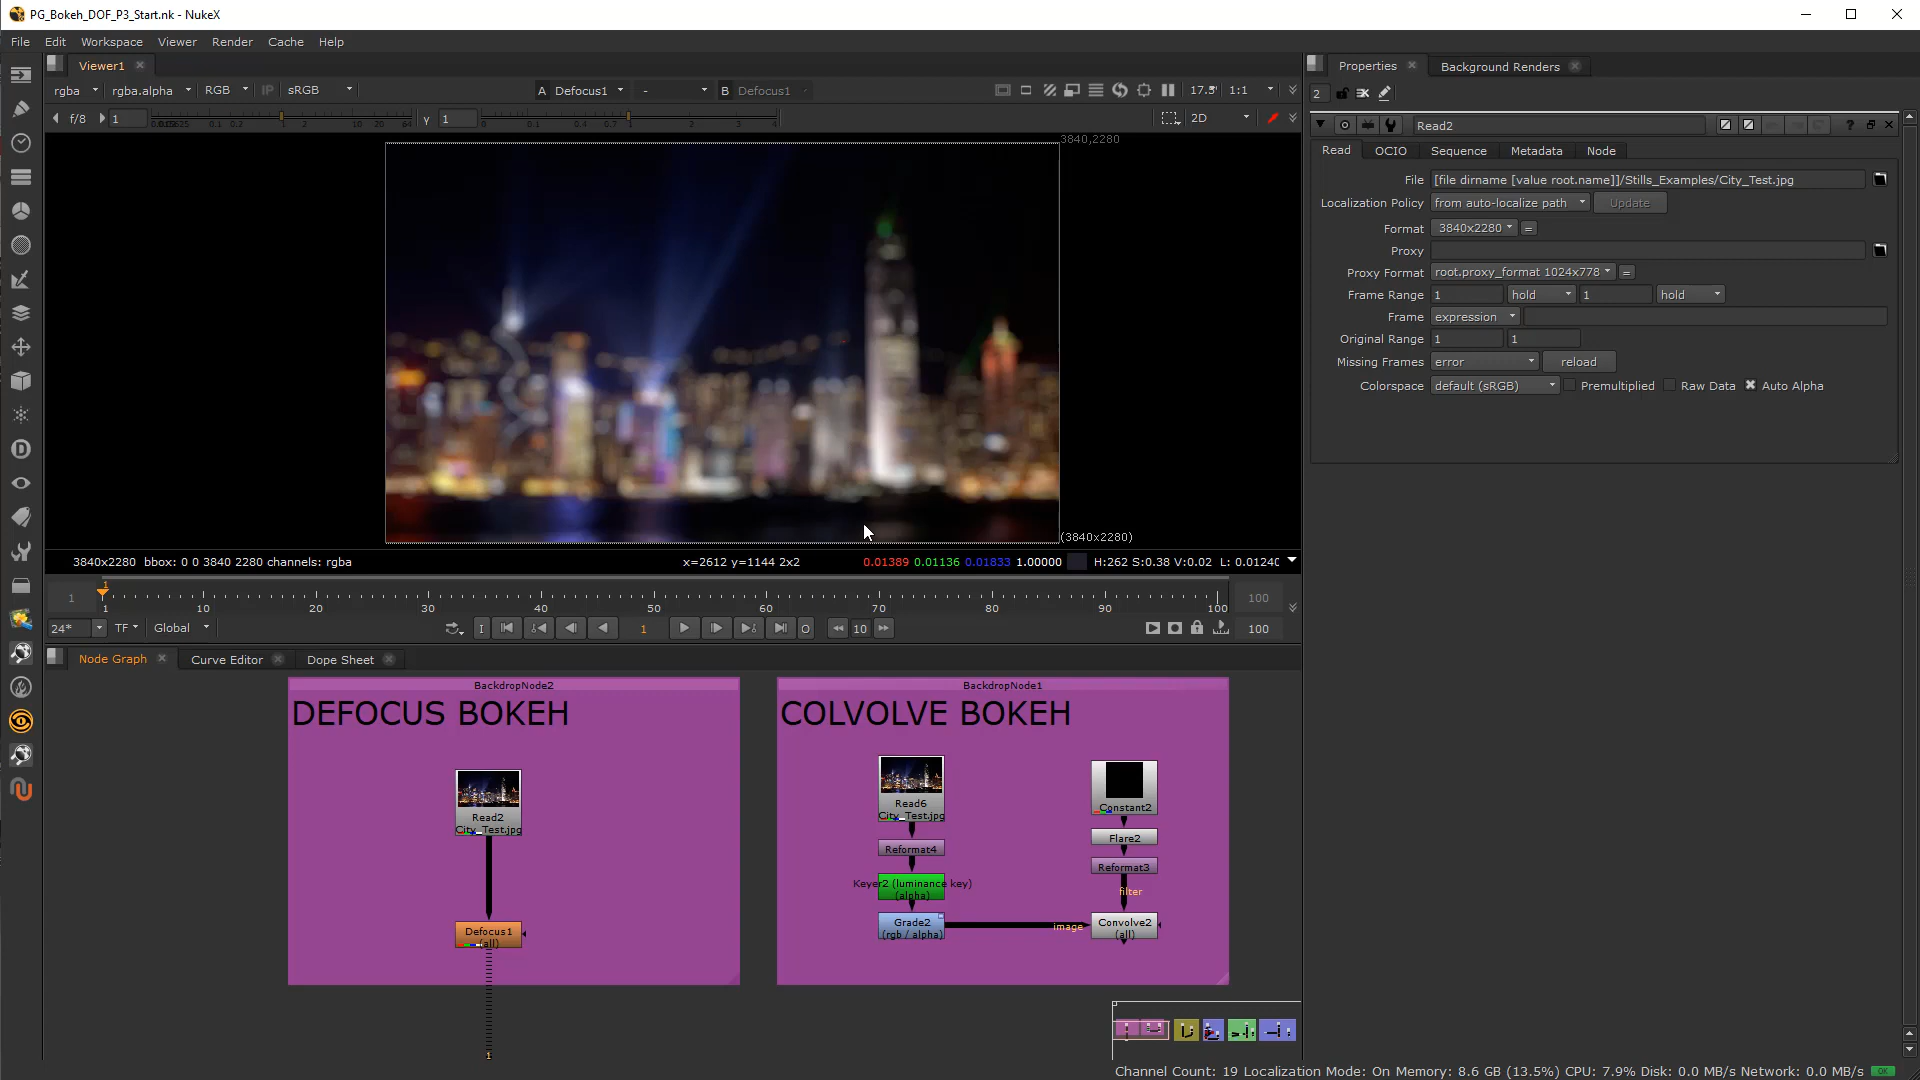 PG_Bokeh_DOF_P3_Start.nk - NukeX
File Edit Workspace Viewer Render Cache Help
Viewer1
rgba rgba.alpha RGB IP sRGB A Defocus1 - B Defocus1 17.5 1:1
f/8 1 γ 1 2D
3840,2280
(3840x2280)
3840x2280 bbox: 0 0 3840 2280 channels: rgba x=2612 y=1144 2x2 0.01389 0.01136 0.01833 1.00000 H:262 S:0.38 V:0.02 L: 0.01240
1
1 1 10 20 30 40 50 60 70 80 90 100 100
24* TF Global I 1 O 10 100
Node Graph Curve Editor Dope Sheet
BackdropNode2
DEFOCUS BOKEH
Read2
City_Test.jpg
Defocus1
(all)
1
BackdropNode1
COLVOLVE BOKEH
Read6
City_Test.jpg
Reformat4
Keyer2 (luminance key)
(alpha)
Grade2
(rgb / alpha)
image
Constant2
Flare2
Reformat3
filter
Convolve2
(all)
Properties Background Renders
2
Read2
Read OCIO Sequence Metadata Node
File [file dirname [value root.name]]/Stills_Examples/City_Test.jpg
Localization Policy from auto-localize path Update
Format 3840x2280 =
Proxy
Proxy Format root.proxy_format 1024x778 =
Frame Range 1 hold 1 hold
Frame expression
Original Range 1 1
Missing Frames error reload
Colorspace default (sRGB) Premultiplied Raw Data Auto Alpha
Channel Count: 19 Localization Mode: On Memory: 8.6 GB (13.5%) CPU: 7.9% Disk: 0.0 MB/s Network: 0.0 MB/s OK